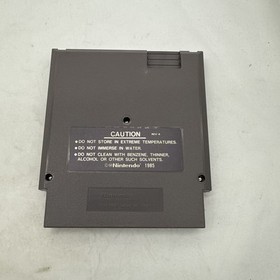 CAUTION REV-A
● DO NOT STORE IN EXTREME TEMPERATURES.
● DO NOT IMMERSE IN WATER.
● DO NOT CLEAN WITH BENZENE, THINNER,
ALCOHOL OR OTHER SUCH SOLVENTS.
Nintendo 1985